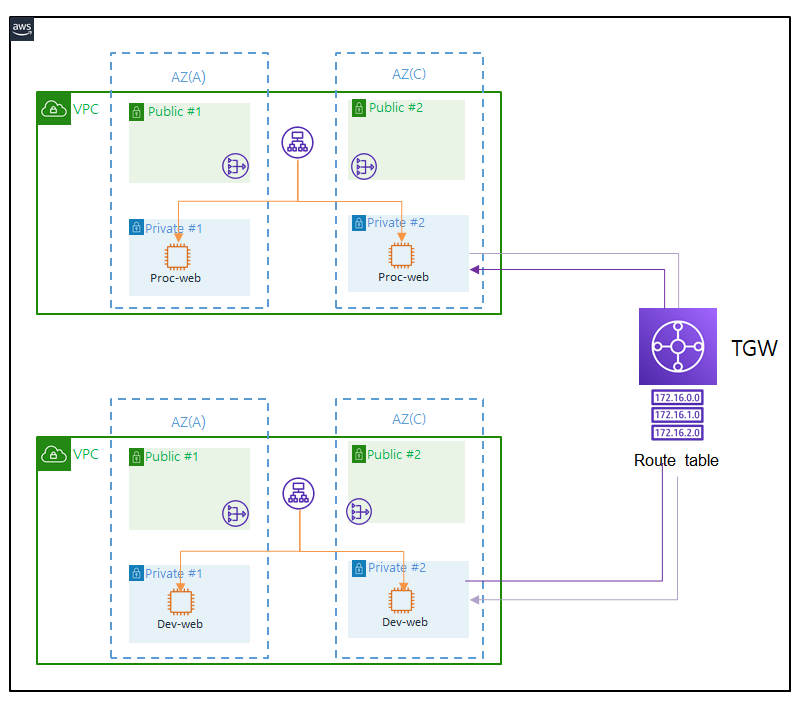 aws
AZ(A)
AZ(C)
VPC
Public #1
Public #2
Private #1
Private #2
Proc-web
Proc-web
TGW
172.16.0.0
172.16.1.0
172.16.2.0
Route table
AZ(A)
AZ(C)
VPC
Public #1
Public #2
Private #1
Private #2
Dev-web
Dev-web